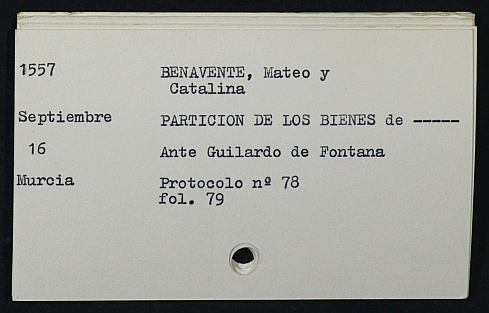 1557 BENAVENTE, Mateo y
Catalina
Septiembre PARTICION DE LOS BIENES de -----
16 Ante Guilardo de Fontana
Murcia Protocolo nº 78
fol. 79